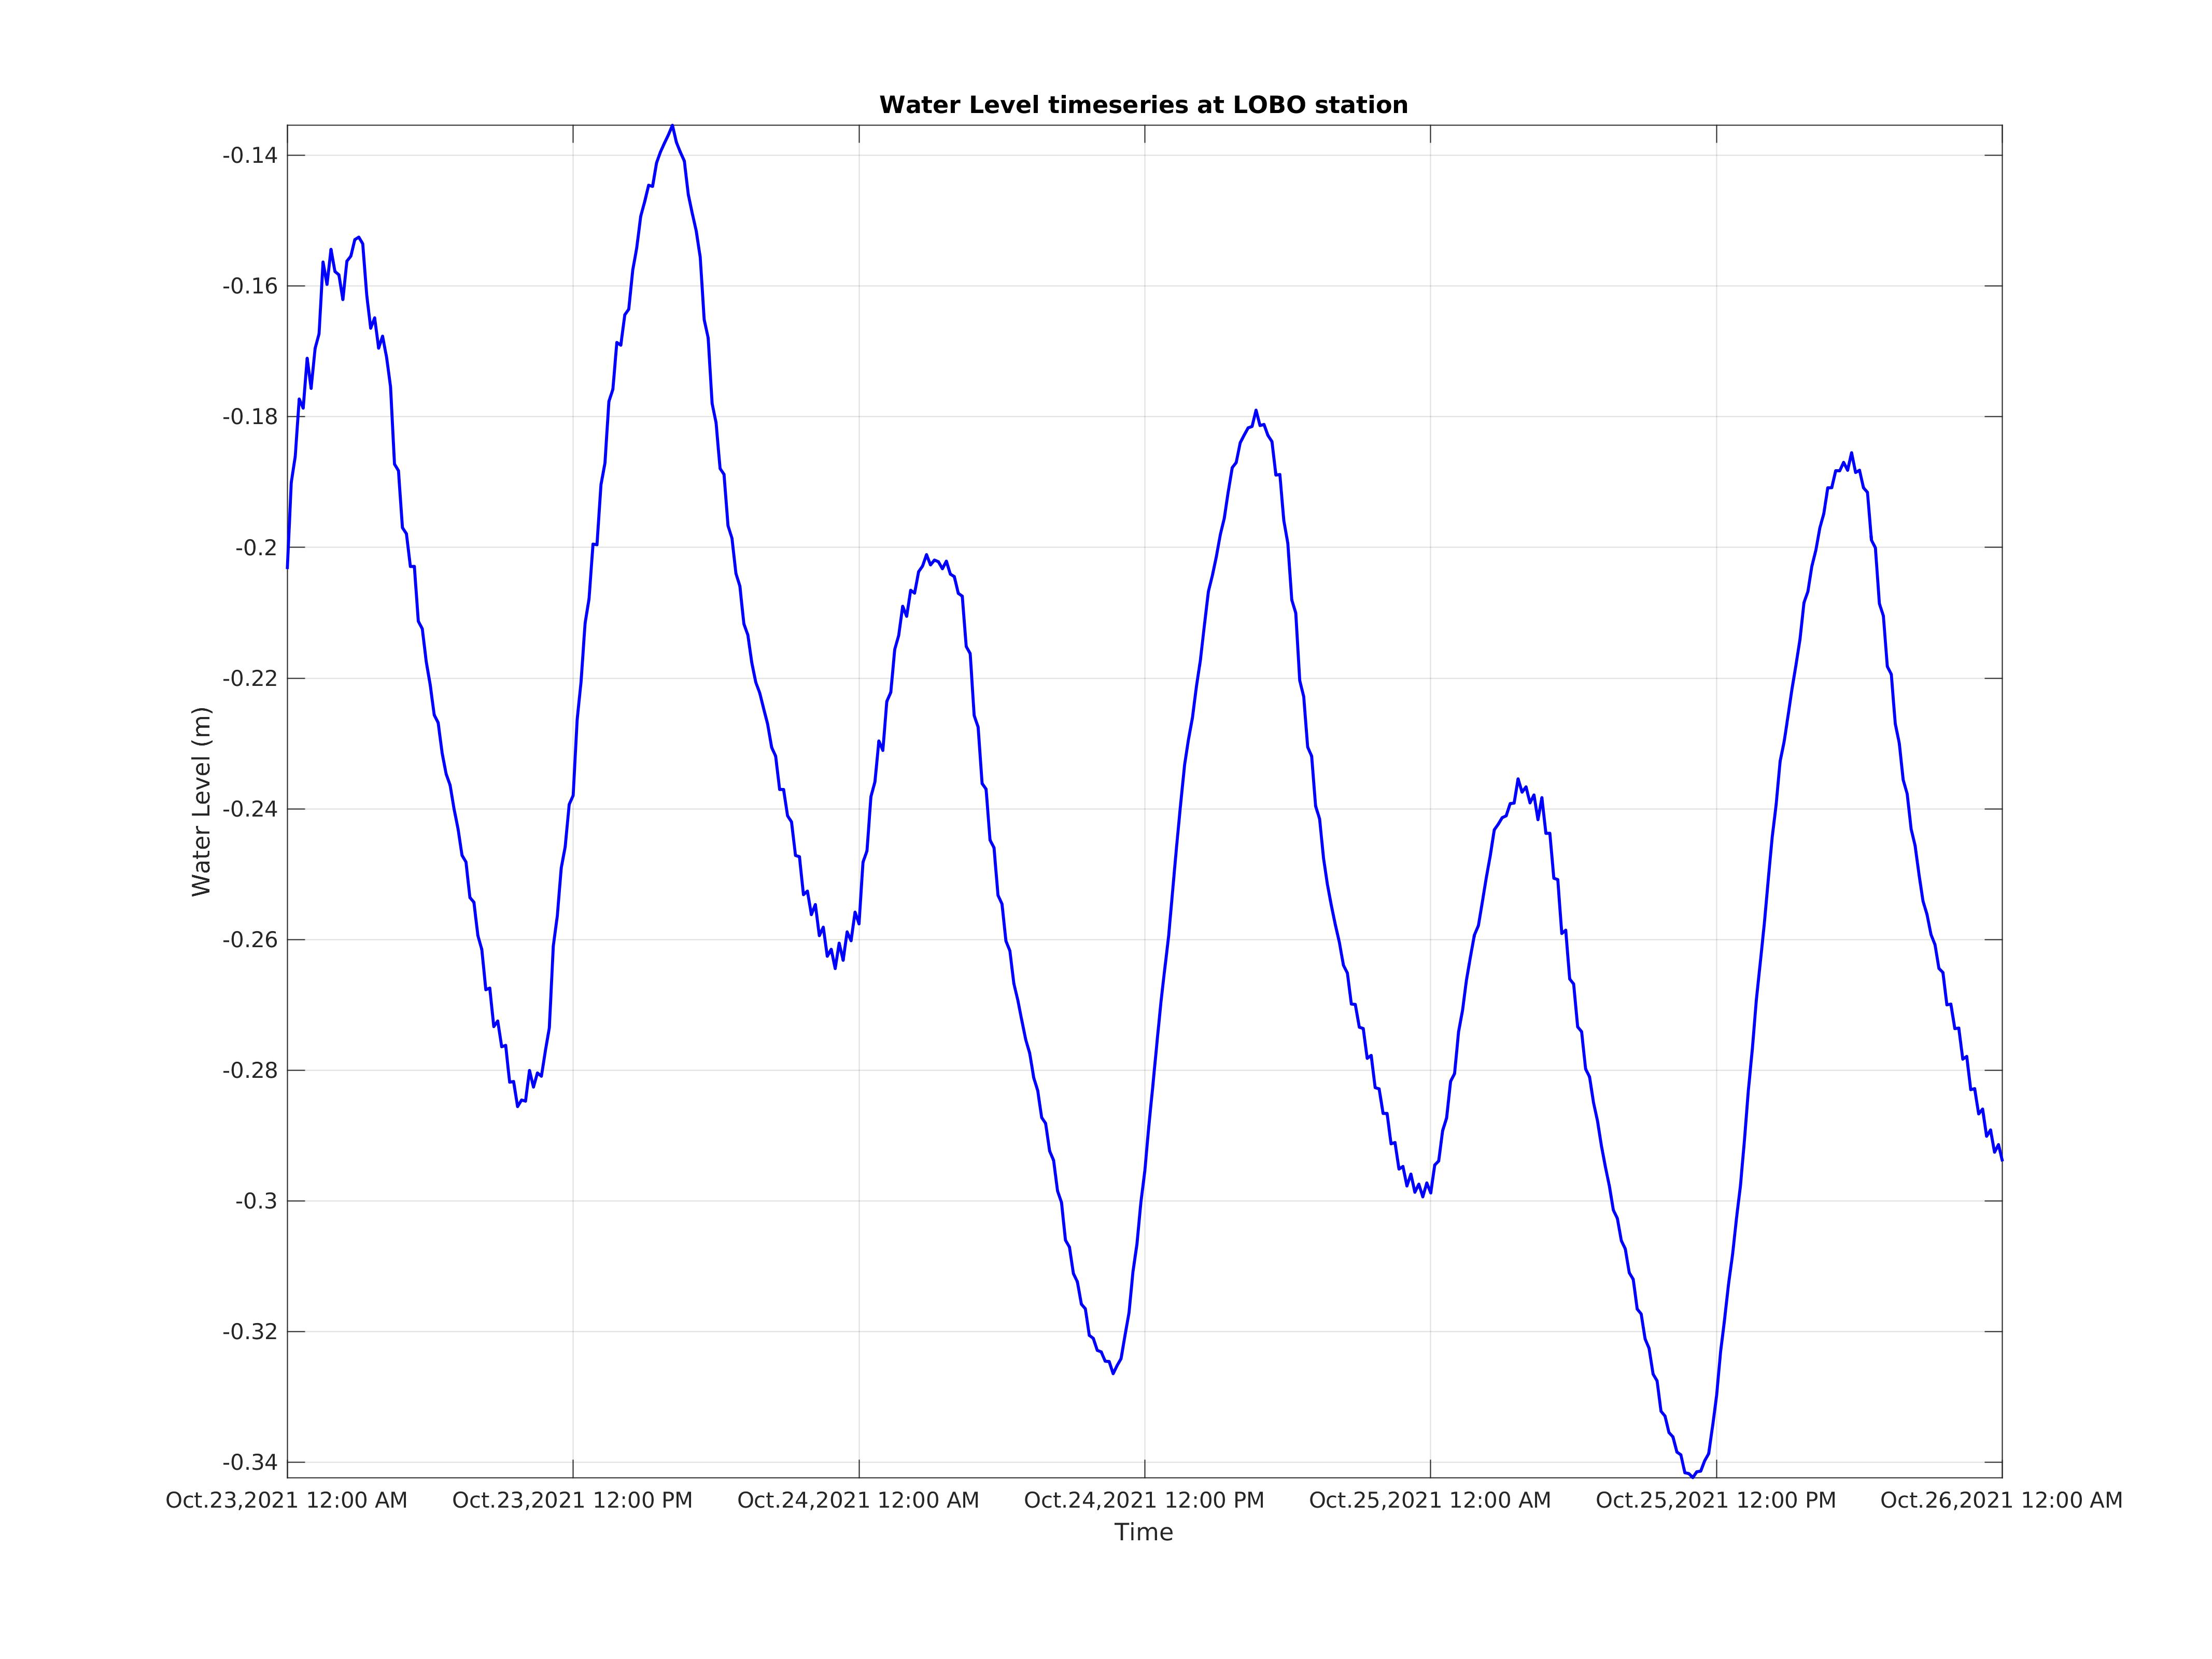 Water Level timeseries at LOBO station
-0.14
-0.16
-0.18
-0.2
-0.22
-0.24
-0.26
-0.28
-0.3
-0.32
-0.34
Water Level (m)
Oct.23,2021 12:00 AM Oct.23,2021 12:00 PM Oct.24,2021 12:00 AM Oct.24,2021 12:00 PM Oct.25,2021 12:00 AM Oct.25,2021 12:00 PM Oct.26,2021 12:00 AM
Time